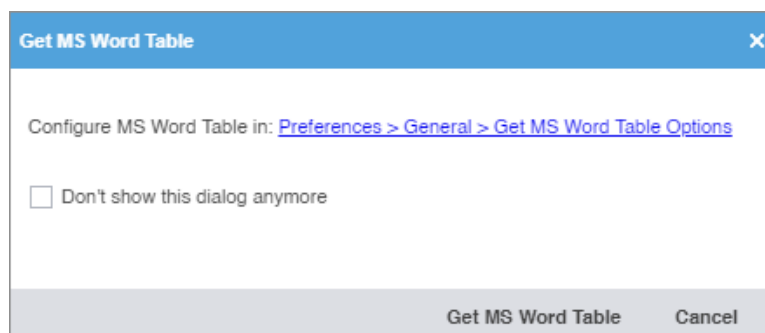 Get MS Word Table
Configure MS Word Table in: Preferences > General > Get MS Word Table Options
Don't show this dialog anymore
Get MS Word Table Cancel